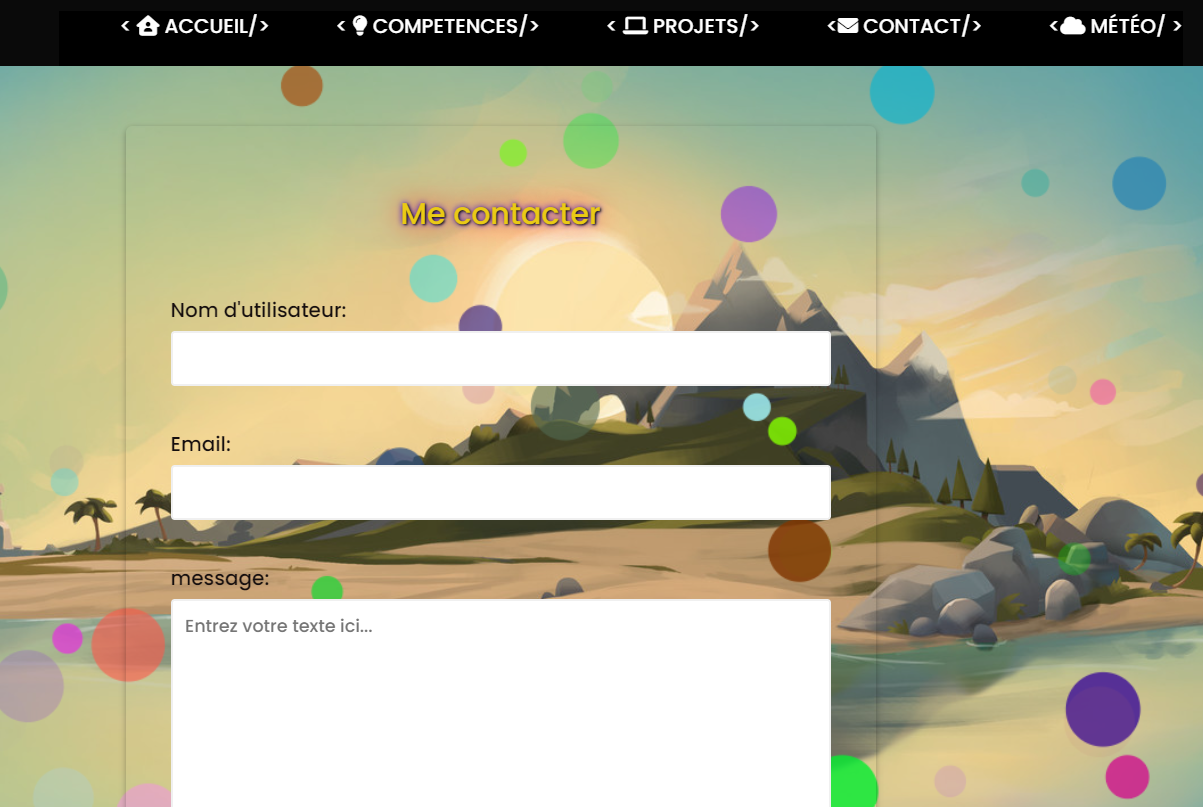 < ACCUEIL/> < COMPETENCES/> < PROJETS/> < CONTACT/> < MÉTÉO/ >
Me contacter
Nom d'utilisateur:
Email:
message:
Entrez votre texte ici...